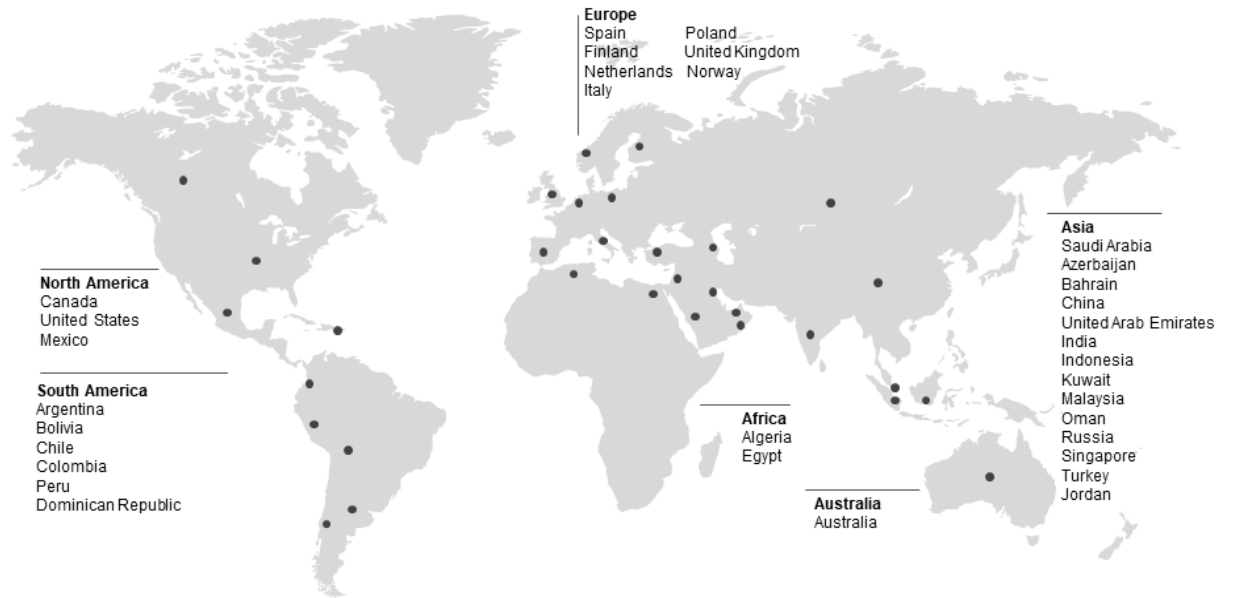 Europe
Spain Poland
Finland United Kingdom
Netherlands Norway
Italy
North America
Canada
United States
Mexico
South America
Argentina
Bolivia
Chile
Colombia
Peru
Dominican Republic
Africa
Algeria
Egypt
Australia
Australia
Asia
Saudi Arabia
Azerbaijan
Bahrain
China
United Arab Emirates
India
Indonesia
Kuwait
Malaysia
Oman
Russia
Singapore
Turkey
Jordan